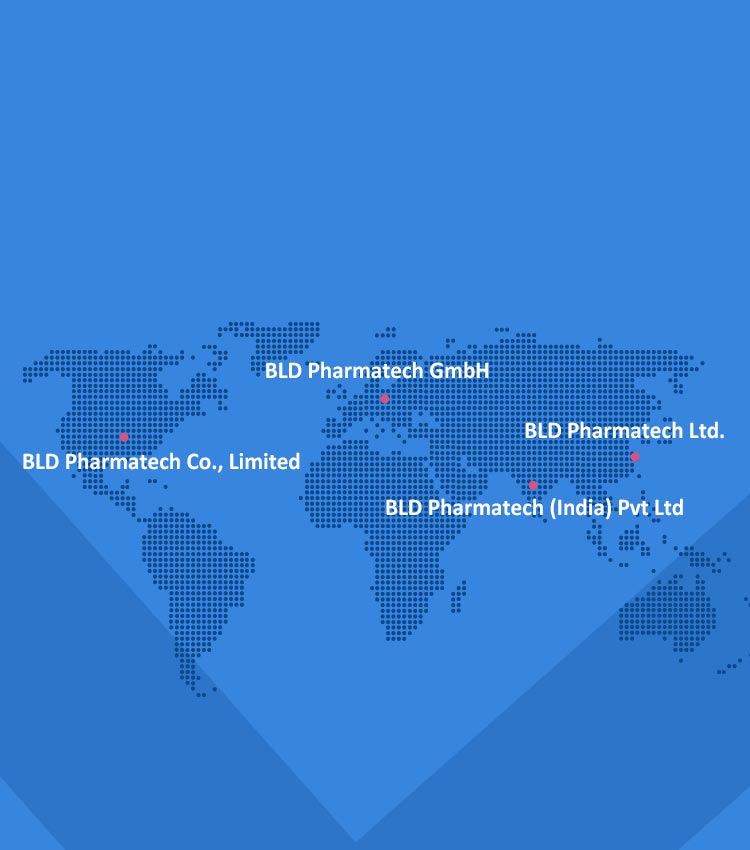 BLD Pharmatech GmbH
BLD Pharmatech Ltd.
BLD Pharmatech Co., Limited
BLD Pharmatech (India) Pvt Ltd